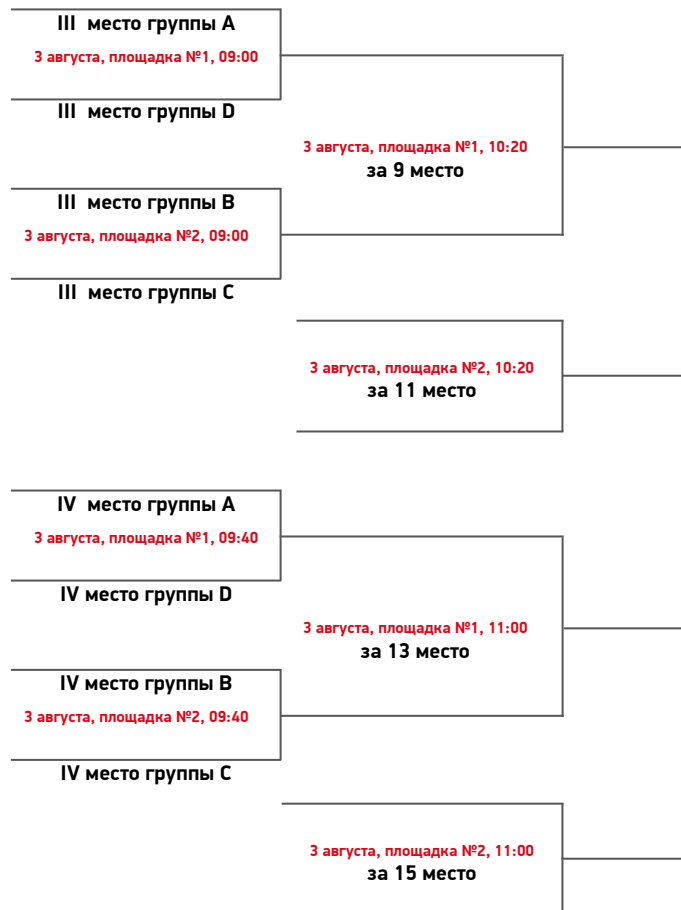 III место группы A
3 августа, площадка №1, 09:00
III место группы D
3 августа, площадка №1, 10:20
за 9 место
III место группы B
3 августа, площадка №2, 09:00
III место группы C
3 августа, площадка №2, 10:20
за 11 место
IV место группы A
3 августа, площадка №1, 09:40
IV место группы D
3 августа, площадка №1, 11:00
за 13 место
IV место группы B
3 августа, площадка №2, 09:40
IV место группы C
3 августа, площадка №2, 11:00
за 15 место